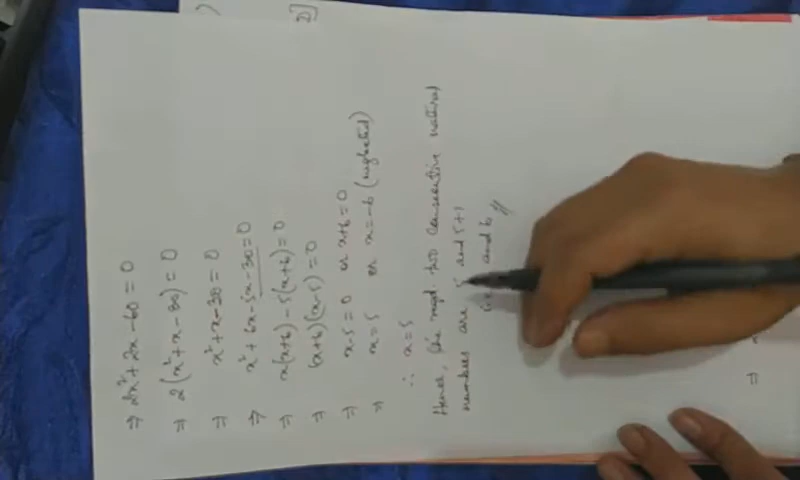 ⇒ 2x² + 2x - 60 = 0
⇒ 2(x² + x - 30) = 0
⇒ x² + x - 30 = 0
⇒ x² + 6x - 5x - 30 = 0
⇒ x(x+6) - 5(x+6) = 0
⇒ (x+6)(x-5) = 0
⇒ x-5 = 0 or x+6 = 0
⇒ x = 5 or x = -6 (neglected)
∴ x = 5
Hence, the reqd. two consecutive natural
numbers are 5 and 5+1
i.e. 5 and 6 //
⇒